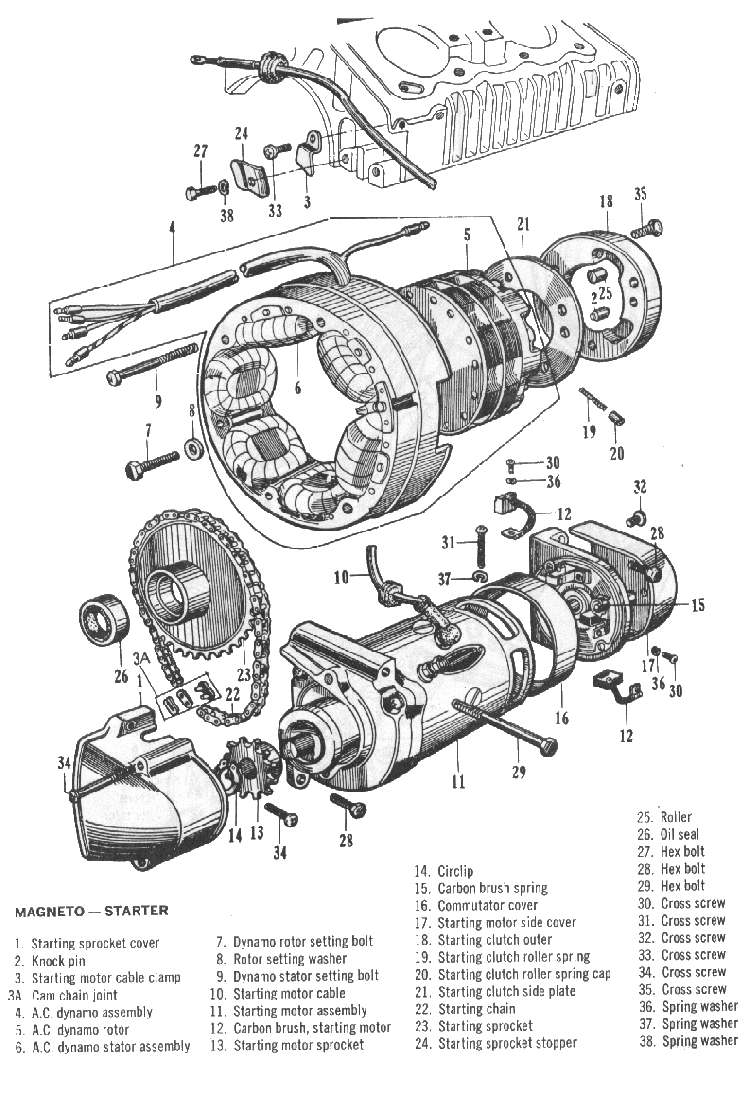 24
27
38
33
3
4
21
18
35
5
2
25
9
6
8
7
19
20
30
36
12
32
31
28
10
37
15
3A
1
26
23
22
17
36
30
16
12
34
11
29
14
13
34
28
MAGNETO — STARTER
1. Starting sprocket cover
2. Knock pin
3. Starting motor cable clamp
3A. Cam chain joint
4. A.C. dynamo assembly
5. A.C. dynamo rotor
6. A.C. dynamo stator assembly
7. Dynamo rotor setting bolt
8. Rotor setting washer
9. Dynamo stator setting bolt
10. Starting motor cable
11. Starting motor assembly
12. Carbon brush, starting motor
13. Starting motor sprocket
14. Circlip
15. Carbon brush spring
16. Commutator cover
17. Starting motor side cover
18. Starting clutch outer
19. Starting clutch roller spring
20. Starting clutch roller spring cap
21. Starting clutch side plate
22. Starting chain
23. Starting sprocket
24. Starting sprocket stopper
25. Roller
26. Oil seal
27. Hex bolt
28. Hex bolt
29. Hex bolt
30. Cross screw
31. Cross screw
32. Cross screw
33. Cross screw
34. Cross screw
35. Cross screw
36. Spring washer
37. Spring washer
38. Spring washer